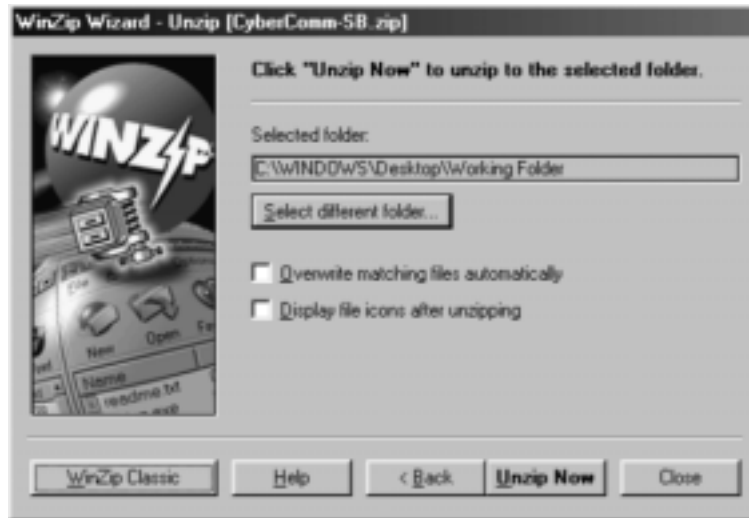 WinZip Wizard - Unzip [CyberComm-SB.zip]
Click "Unzip Now" to unzip to the selected folder.
WINZIP
Selected folder:
C:\WINDOWS\Desktop\Working Folder
Select different folder...
Overwrite matching files automatically
Display file icons after unzipping
File
New Open
Name
readme.txt
WinZip Classic Help < Back Unzip Now Close